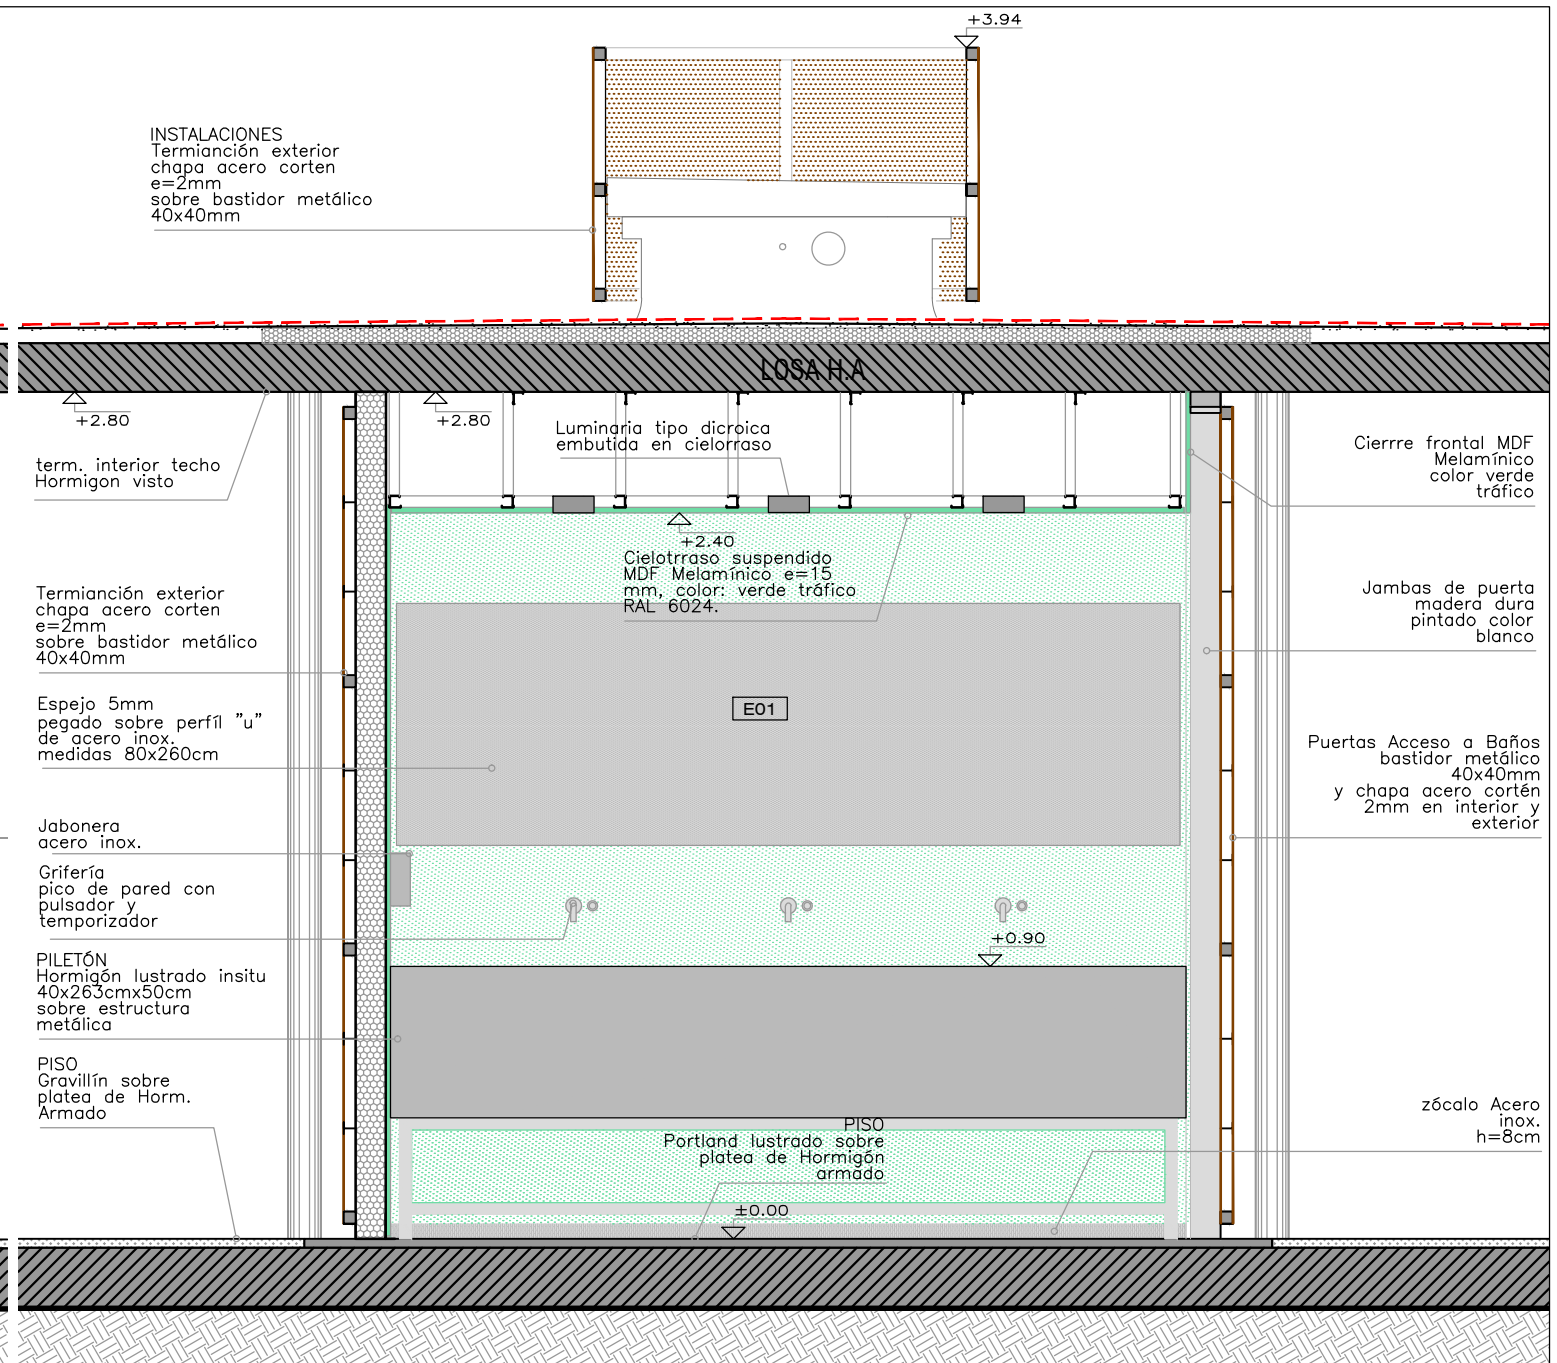 +3.94
INSTALACIONES
Termianción exterior
chapa acero corten
e=2mm
sobre bastidor metálico
40x40mm
LOSA H.A
+2.80
+2.80
term. interior techo
Hormigon visto
Luminaria tipo dicroica
embutida en cielorraso
Cierrre frontal MDF
Melamínico
color verde
tráfico
+2.40
Cielotrraso suspendido
MDF Melamínico e=15
mm, color: verde tráfico
RAL 6024.
Termianción exterior
chapa acero corten
e=2mm
sobre bastidor metálico
40x40mm
Jambas de puerta
madera dura
pintado color
blanco
Espejo 5mm
pegado sobre perfíl "u"
de acero inox.
medidas 80x260cm
E01
Puertas Acceso a Baños
bastidor metálico
40x40mm
y chapa acero cortén
2mm en interior y
exterior
Jabonera
acero inox.
Grifería
pico de pared con
pulsador y
temporizador
+0.90
PILETÓN
Hormigón lustrado insitu
40x263cmx50cm
sobre estructura
metálica
PISO
Gravillín sobre
platea de Horm.
Armado
PISO
Portland lustrado sobre
platea de Hormigón
armado
zócalo Acero
inox.
h=8cm
±0.00